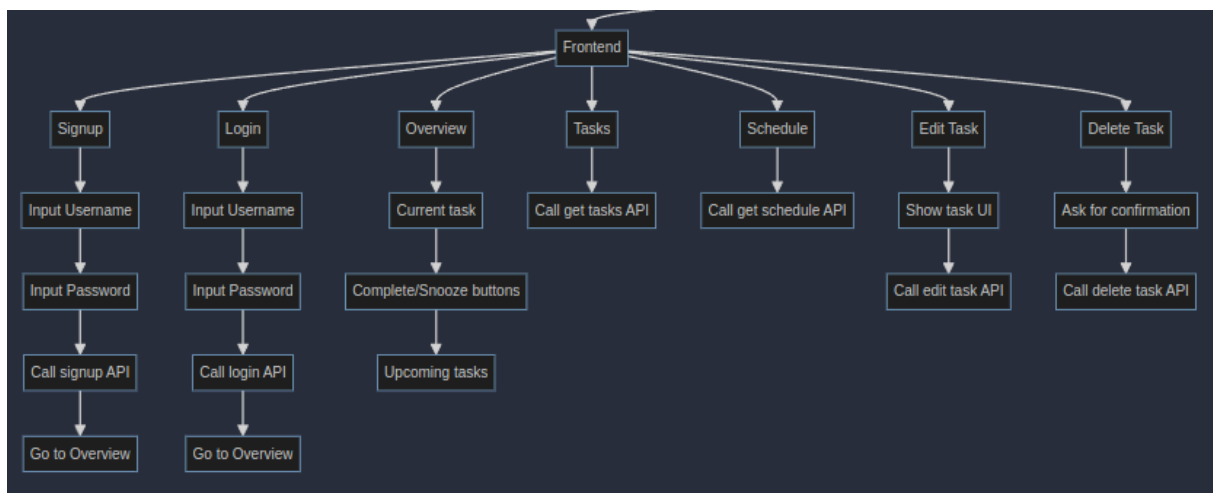 Frontend
Signup
Login
Overview
Tasks
Schedule
Edit Task
Delete Task
Input Username
Input Username
Current task
Call get tasks API
Call get schedule API
Show task UI
Ask for confirmation
Input Password
Input Password
Complete/Snooze buttons
Call edit task API
Call delete task API
Call signup API
Call login API
Upcoming tasks
Go to Overview
Go to Overview